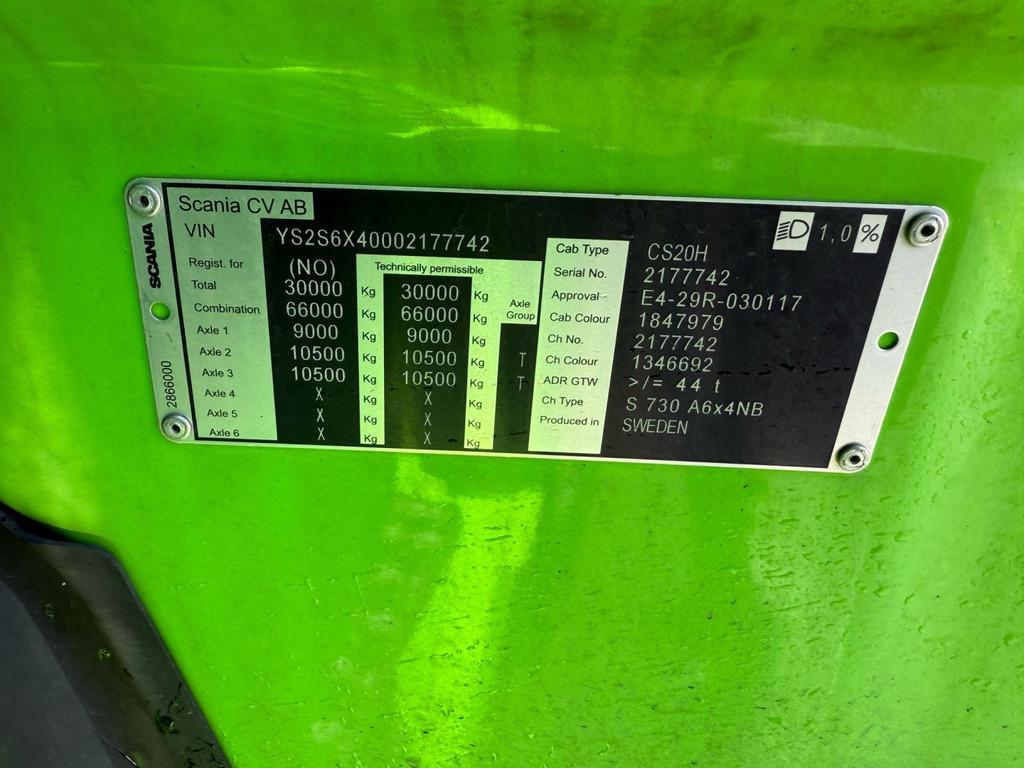 Scania CV AB
VIN YS2S6X40002177742
Regist. for (NO) Technically permissible
Total 30000 Kg 30000 Kg Axle Group
Combination 66000 Kg 66000 Kg
Axle 1 9000 Kg 9000 Kg
Axle 2 10500 Kg 10500 Kg T
Axle 3 10500 Kg 10500 Kg T
Axle 4 X Kg X Kg
Axle 5 X Kg X Kg
Axle 6 X Kg X Kg
Cab Type CS20H
Serial No. 2177742
Approval E4-29R-030117
Cab Colour 1847979
Ch No. 2177742
Ch Colour 1346692
ADR GTW >/= 44 t
Ch Type S 730 A6x4NB
Produced in SWEDEN
1,0 %
SCANIA
2866000